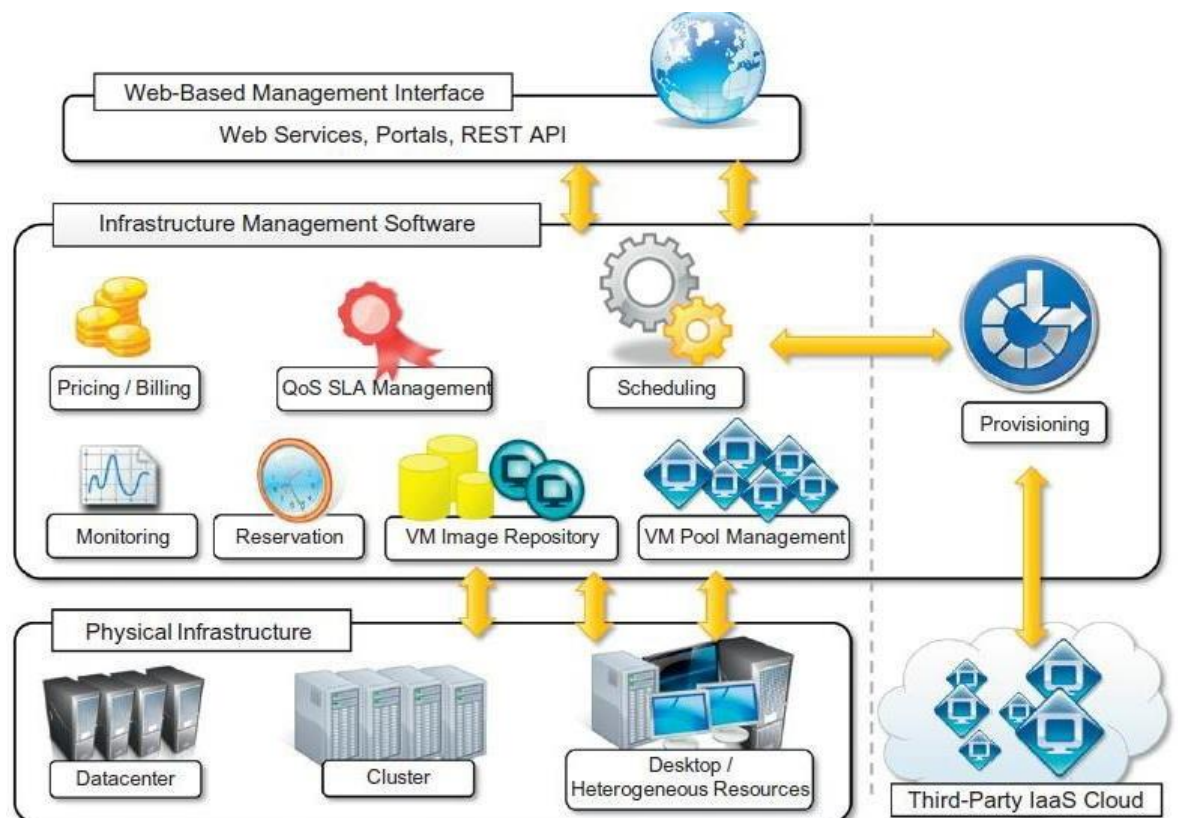 Web-Based Management Interface
Web Services, Portals, REST API
Infrastructure Management Software
Pricing / Billing
QoS SLA Management
Scheduling
Provisioning
Monitoring
Reservation
VM Image Repository
VM Pool Management
Physical Infrastructure
Datacenter
Cluster
Desktop /
Heterogeneous Resources
Third-Party IaaS Cloud